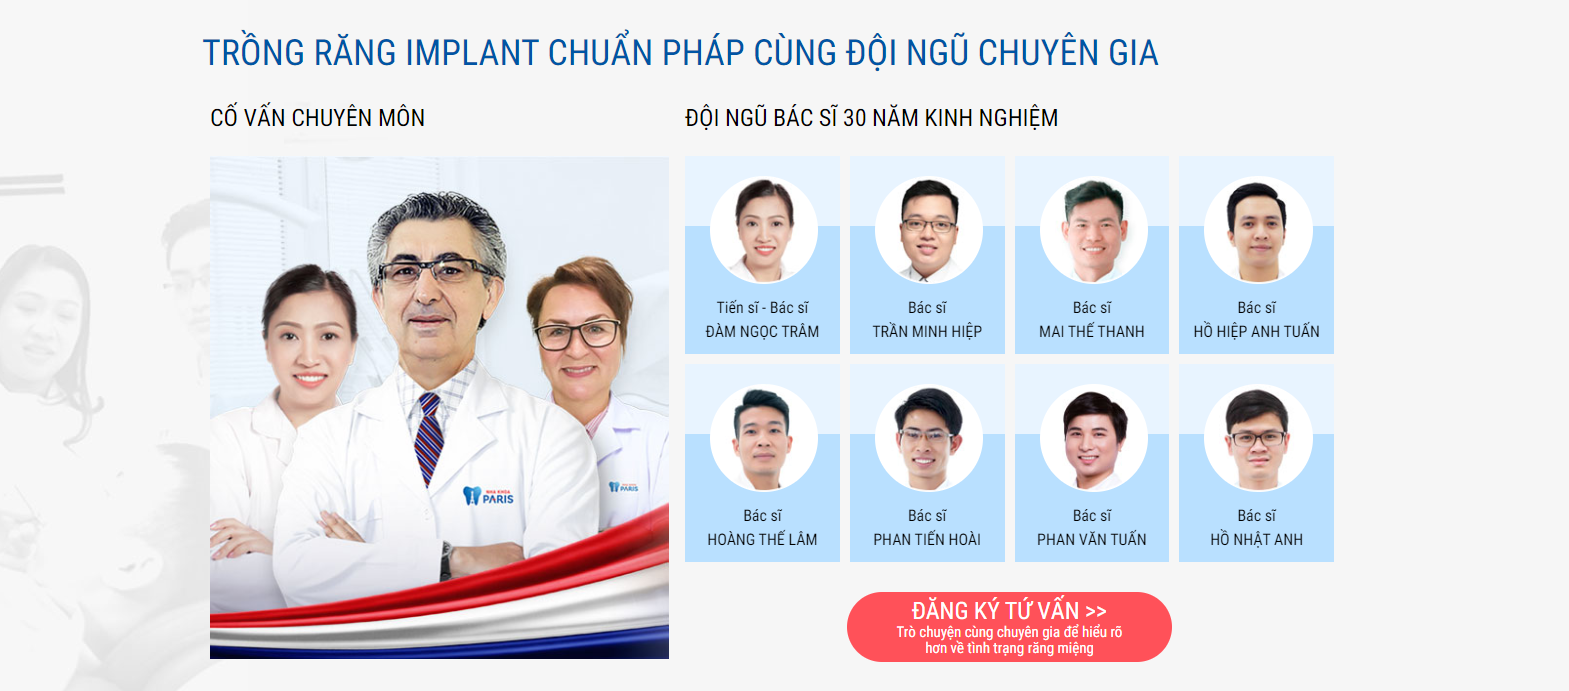 TRỒNG RĂNG IMPLANT CHUẨN PHÁP CÙNG ĐỘI NGŨ CHUYÊN GIA
CỐ VẤN CHUYÊN MÔN
NHA KHOA
PARIS
NHA KHOA
PARIS
ĐỘI NGŨ BÁC SĨ 30 NĂM KINH NGHIỆM
Tiến sĩ - Bác sĩ
ĐÀM NGỌC TRÂM
Bác sĩ
TRẦN MINH HIỆP
Bác sĩ
MAI THẾ THANH
Bác sĩ
HỒ HIỆP ANH TUẤN
Bác sĩ
HOÀNG THẾ LÂM
Bác sĩ
PHAN TIẾN HOÀI
Bác sĩ
PHAN VĂN TUẤN
Bác sĩ
HỒ NHẬT ANH
ĐĂNG KÝ TỨ VẤN >>
Trò chuyện cùng chuyên gia để hiểu rõ
hơn về tình trạng răng miệng